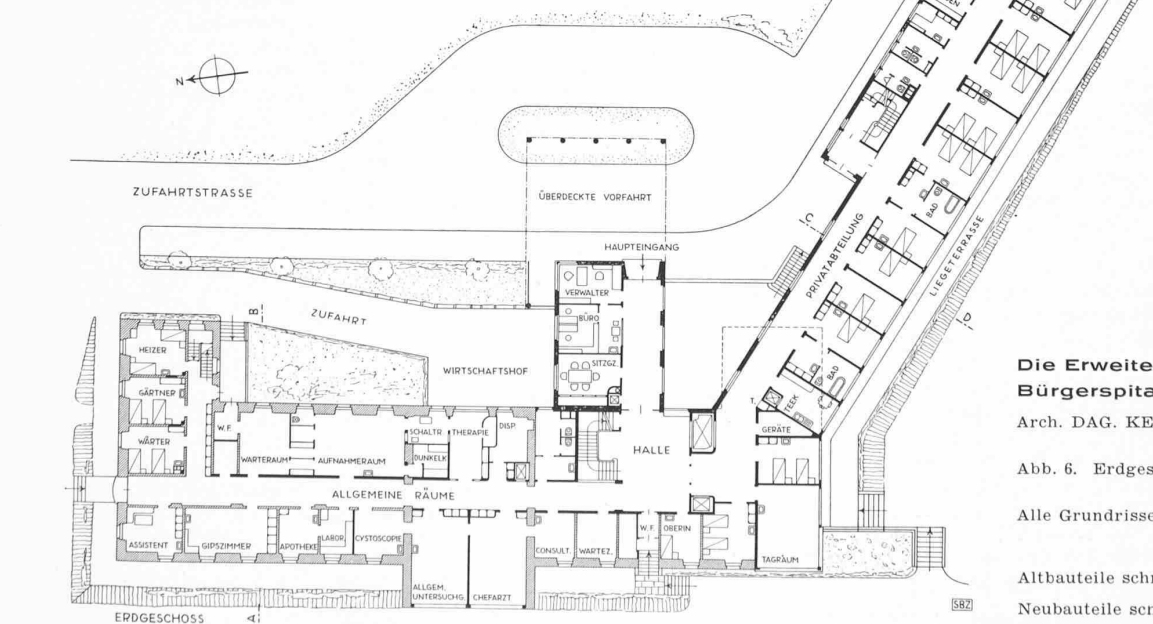 N
ZUFAHRTSTRASSE
ÜBERDECKTE VORFAHRT
HAUPTEINGANG
C
PRIVATABTEILUNG
BAD
LIEGETERRASSE
D
VERWALTER
BÜRO
SITZGZ.
ZUFAHRT
B
WIRTSCHAFTSHOF
HEIZER
GÄRTNER
WÄRTER
W.F.
WARTERAUM
AUFNAHMERAUM
SCHALTR.
DUNKELK
THERAPIE
DISP.
HALLE
T.
TEEK
BAD
GERÄTE
ALLGEMEINE RÄUME
ASSISTENT
GIPSZIMMER
APOTHEKE
LABOR.
CYSTOSCOPIE
ALLGEM.
UNTERSUCHG.
CHEFARZT
CONSULT.
WARTEZ.
W.F.
OBERIN
TAGRAUM
ERDGESCHOSS
A
SBZ
Die Erweite
Bürgerspita
Arch. DAG. KE
Abb. 6. Erdges
Alle Grundrisse
Altbauteile schr
Neubauteile sch